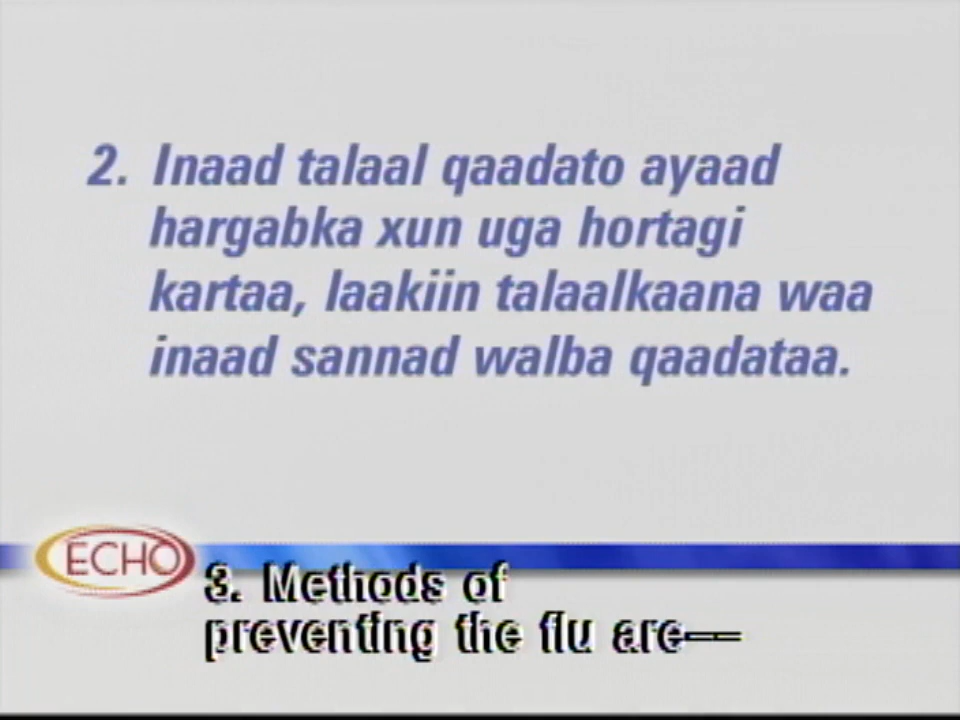 2. Inaad talaal qaadato ayaad
hargabka xun uga hortagi
kartaa, laakiin talaalkaana waa
inaad sannad walba qaadataa.
ECHO
3. Methods of
preventing the flu are——